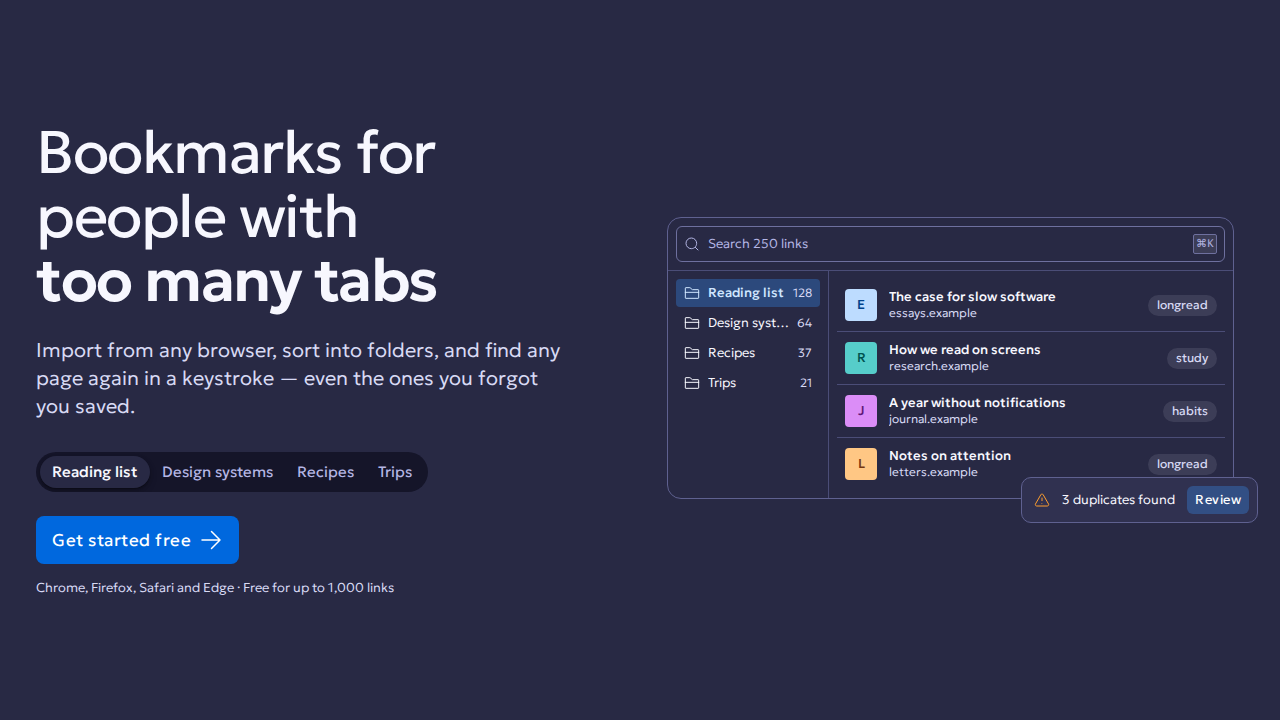 Bookmarks for
people with
too many tabs
Import from any browser, sort into folders, and find any
page again in a keystroke — even the ones you forgot
you saved.
Reading list Design systems Recipes Trips
Get started free
Chrome, Firefox, Safari and Edge · Free for up to 1,000 links
Search 250 links ⌘K
Reading list 128
Design syst… 64
Recipes 37
Trips 21
E The case for slow software longread
essays.example
R How we read on screens study
research.example
J A year without notifications habits
journal.example
L Notes on attention longread
letters.example
3 duplicates found Review